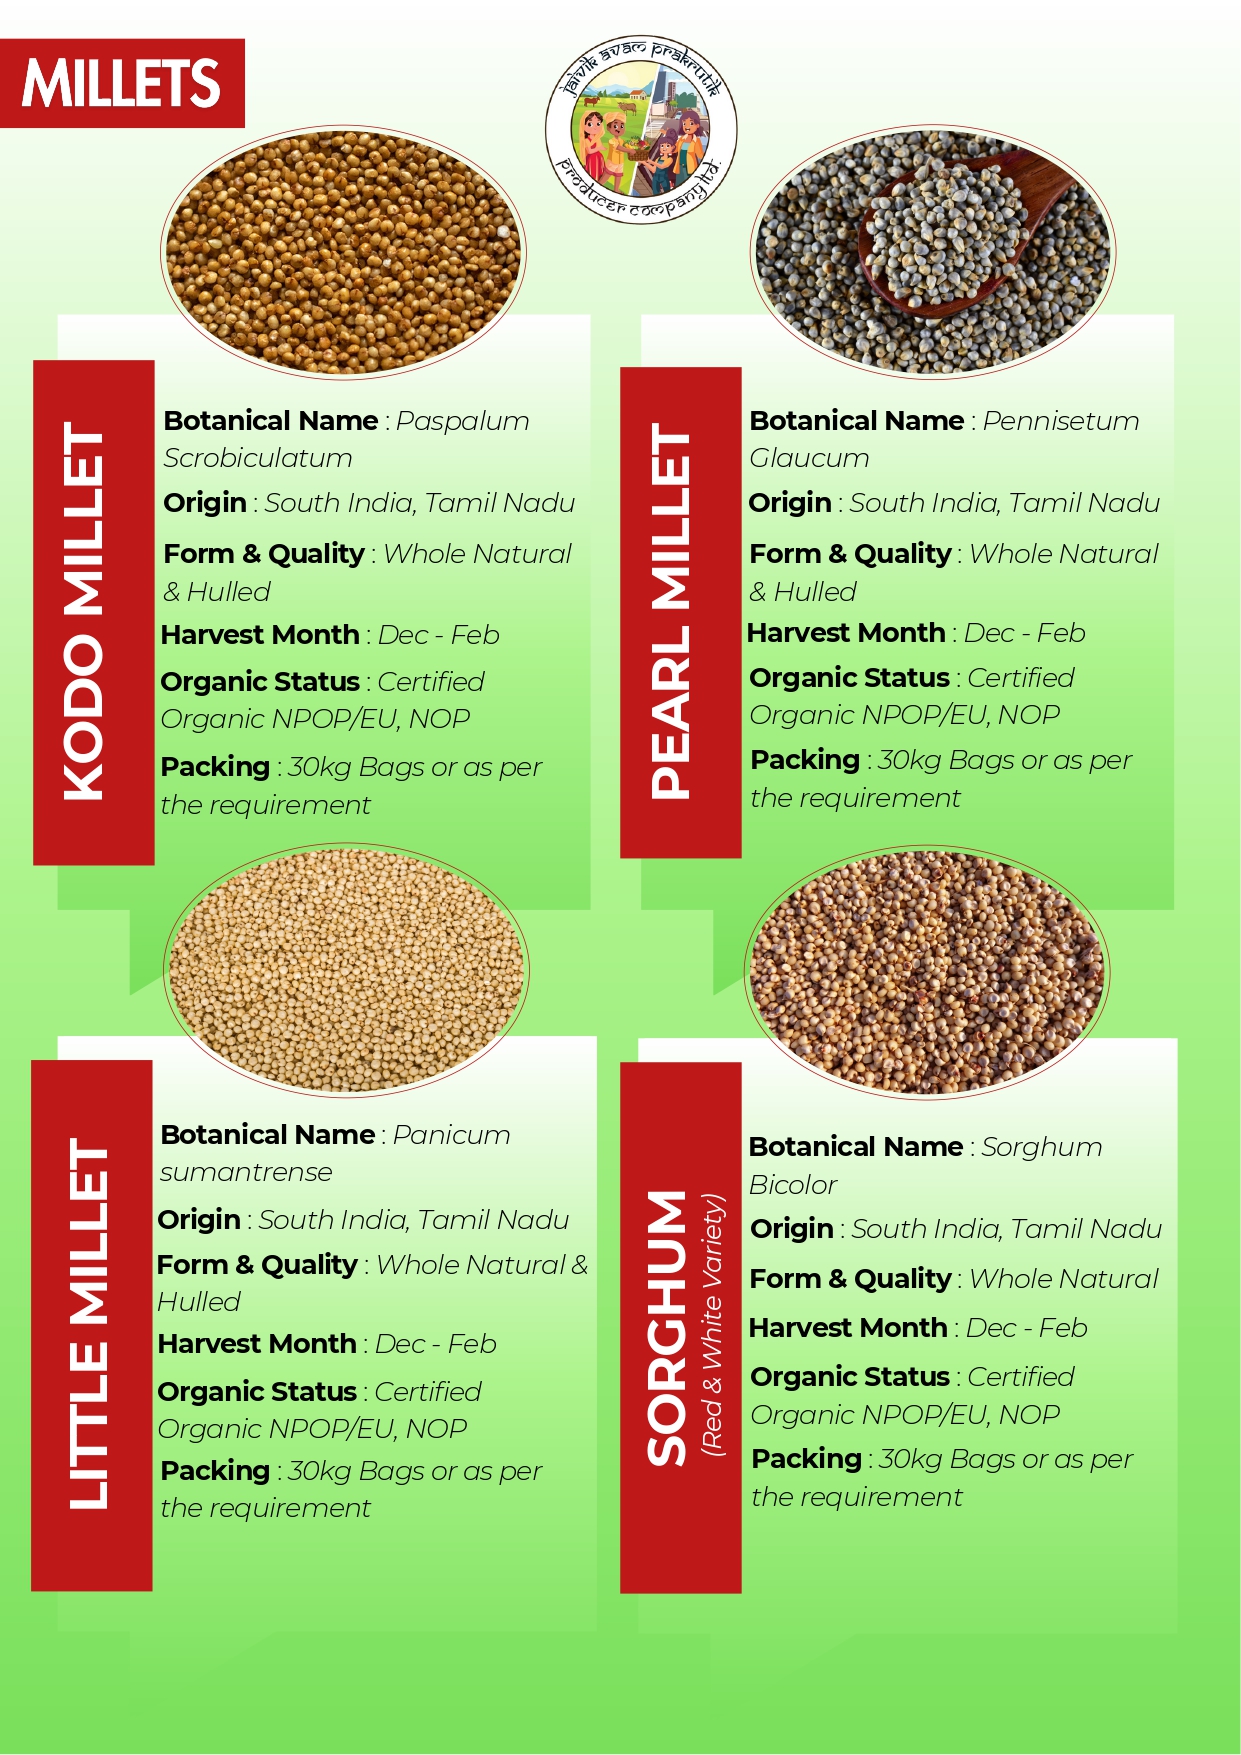 MILLETS
jaivik avam prakrutik
producer company ltd.
KODO MILLET
Botanical Name : Paspalum
Scrobiculatum
Origin : South India, Tamil Nadu
Form & Quality : Whole Natural
& Hulled
Harvest Month : Dec - Feb
Organic Status : Certified
Organic NPOP/EU, NOP
Packing : 30kg Bags or as per
the requirement
PEARL MILLET
Botanical Name : Pennisetum
Glaucum
Origin : South India, Tamil Nadu
Form & Quality : Whole Natural
& Hulled
Harvest Month : Dec - Feb
Organic Status : Certified
Organic NPOP/EU, NOP
Packing : 30kg Bags or as per
the requirement
LITTLE MILLET
Botanical Name : Panicum
sumantrense
Origin : South India, Tamil Nadu
Form & Quality : Whole Natural &
Hulled
Harvest Month : Dec - Feb
Organic Status : Certified
Organic NPOP/EU, NOP
Packing : 30kg Bags or as per
the requirement
SORGHUM
(Red & White Variety)
Botanical Name : Sorghum
Bicolor
Origin : South India, Tamil Nadu
Form & Quality : Whole Natural
Harvest Month : Dec - Feb
Organic Status : Certified
Organic NPOP/EU, NOP
Packing : 30kg Bags or as per
the requirement